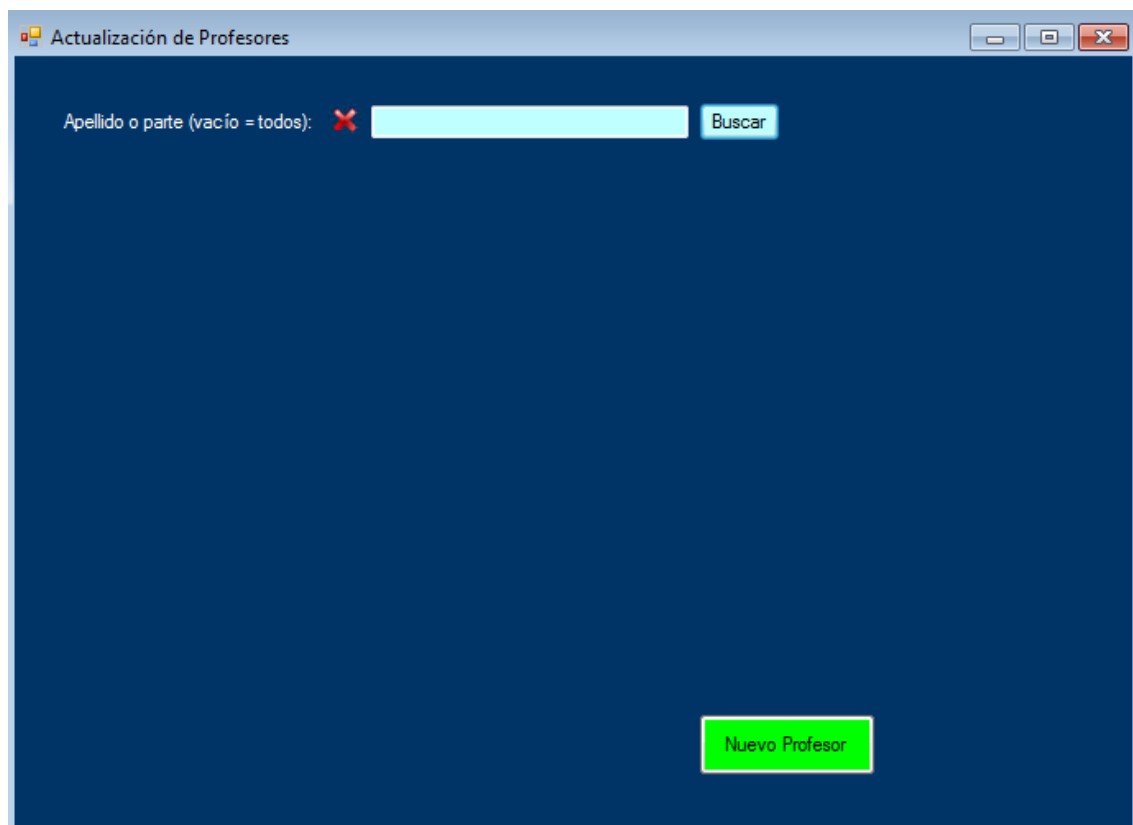 Actualización de Profesores
Apellido o parte (vacío = todos): Buscar
Nuevo Profesor